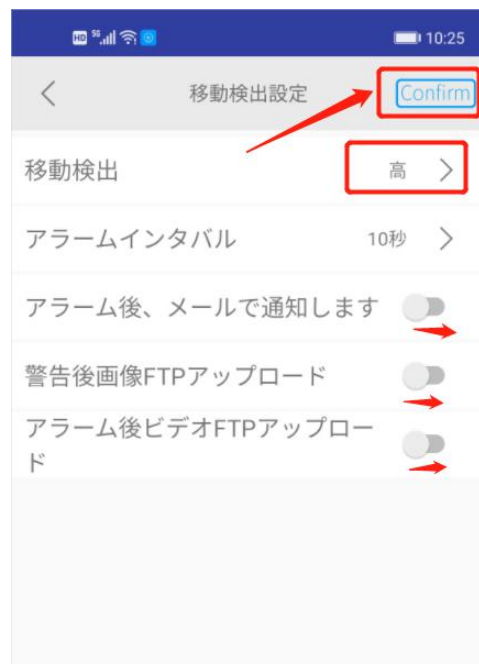 HD 5G 10:25
移動検出設定 Confirm
移動検出 高
アラームインタバル 10秒
アラーム後、メールで通知します
警告後画像FTPアップロード
アラーム後ビデオFTPアップロー
ド